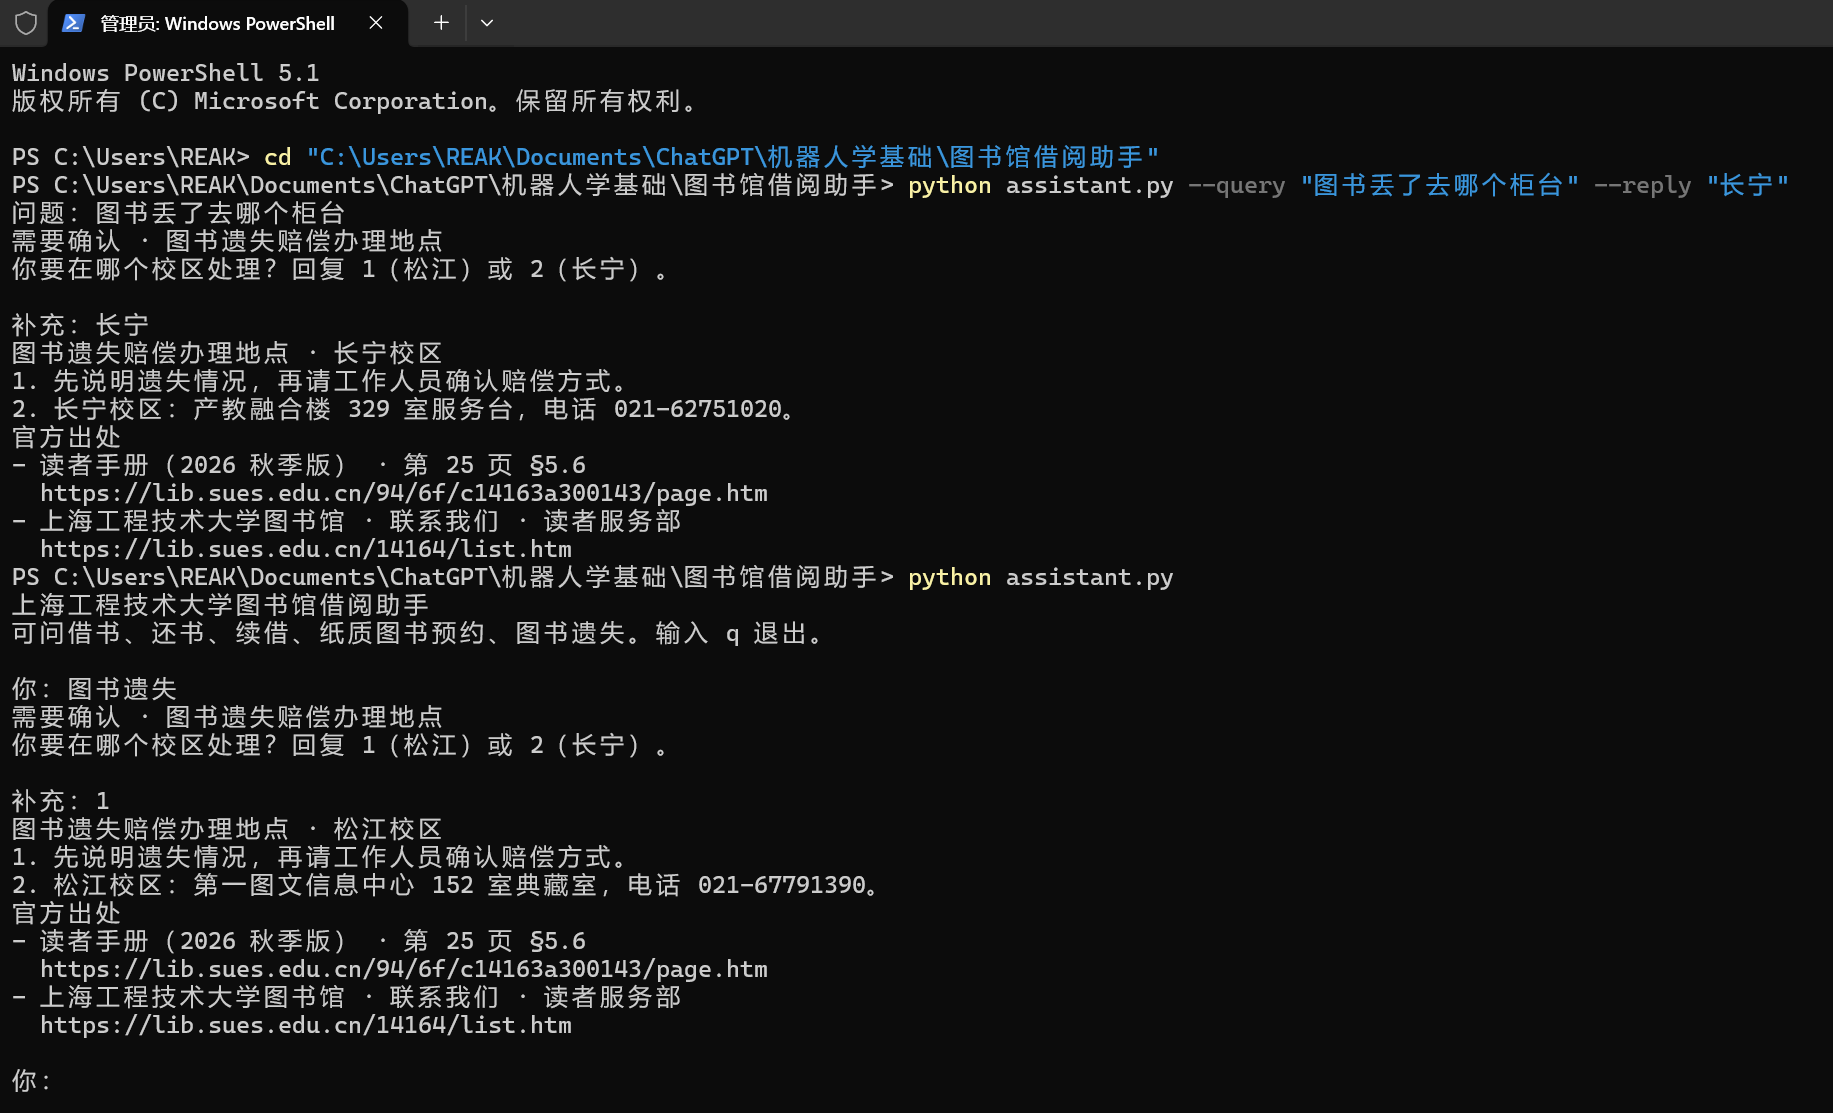 管理员: Windows PowerShell
Windows PowerShell 5.1
版权所有 (C) Microsoft Corporation。保留所有权利。
PS C:\Users\REAK> cd "C:\Users\REAK\Documents\ChatGPT\机器人学基础\图书馆借阅助手"
PS C:\Users\REAK\Documents\ChatGPT\机器人学基础\图书馆借阅助手> python assistant.py --query "图书丢了去哪个柜台" --reply "长宁"
问题: 图书丢了去哪个柜台
需要确认 · 图书遗失赔偿办理地点
你要在哪个校区处理？回复 1（松江）或 2（长宁）。
补充: 长宁
图书遗失赔偿办理地点 · 长宁校区
1. 先说明遗失情况，再请工作人员确认赔偿方式。
2. 长宁校区：产教融合楼 329 室服务台，电话 021-62751020。
官方出处
- 读者手册（2026 秋季版） · 第 25 页 §5.6
https://lib.sues.edu.cn/94/6f/c14163a300143/page.htm
- 上海工程技术大学图书馆 · 联系我们 · 读者服务部
https://lib.sues.edu.cn/14164/list.htm
PS C:\Users\REAK\Documents\ChatGPT\机器人学基础\图书馆借阅助手> python assistant.py
上海工程技术大学图书馆借阅助手
可问借书、还书、续借、纸质图书预约、图书遗失。输入 q 退出。
你: 图书遗失
需要确认 · 图书遗失赔偿办理地点
你要在哪个校区处理？回复 1（松江）或 2（长宁）。
补充: 1
图书遗失赔偿办理地点 · 松江校区
1. 先说明遗失情况，再请工作人员确认赔偿方式。
2. 松江校区：第一图文信息中心 152 室典藏室，电话 021-67791390。
官方出处
- 读者手册（2026 秋季版） · 第 25 页 §5.6
https://lib.sues.edu.cn/94/6f/c14163a300143/page.htm
- 上海工程技术大学图书馆 · 联系我们 · 读者服务部
https://lib.sues.edu.cn/14164/list.htm
你: